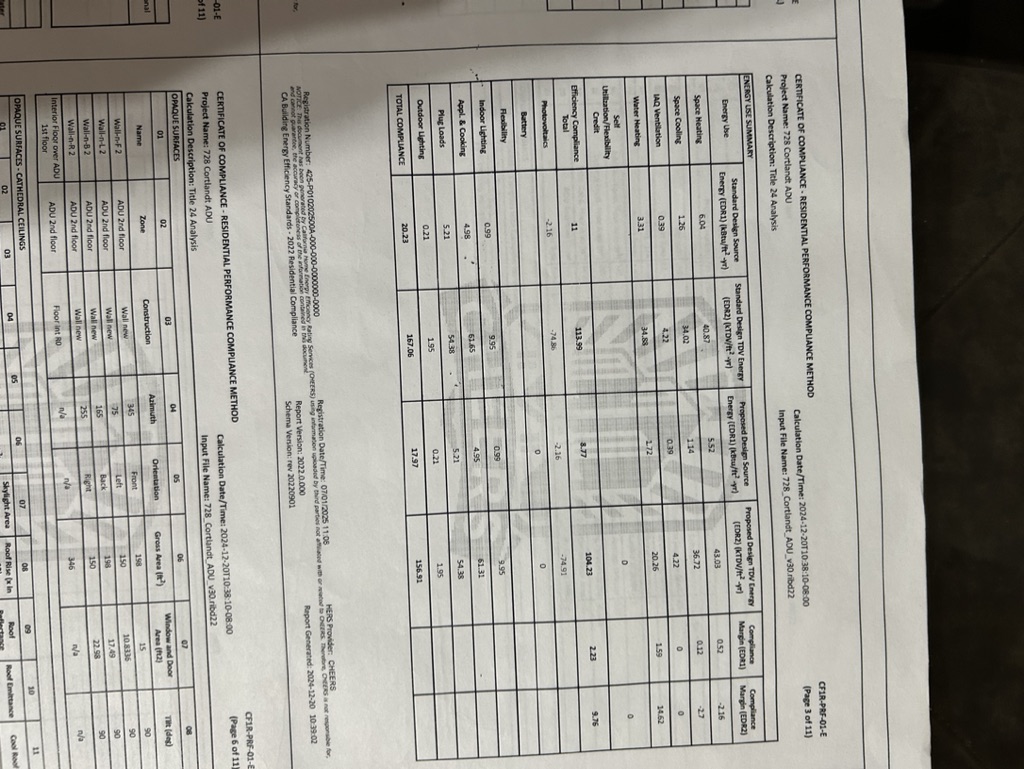 CERTIFICATE OF COMPLIANCE - RESIDENTIAL PERFORMANCE COMPLIANCE METHOD CF1R-PRF-01-E
Project Name: 728 Cortlandt ADU Calculation Date/Time: 2024-12-20T10:38:10-08:00 (Page 3 of 11)
Calculation Description: Title 24 Analysis Input File Name: 728_Cortlandt_ADU_v30.ribd22
ENERGY USE SUMMARY
Energy Use Standard Design Source Energy (EDR1) (kBtu/ft² -yr) Standard Design TDV Energy (EDR2) (kTDV/ft² -yr) Proposed Design Source Energy (EDR1) (kBtu/ft² -yr) Proposed Design TDV Energy (EDR2) (kTDV/ft² -yr) Compliance Margin (EDR1) Compliance Margin (EDR2)
Space Heating 6.04 40.87 5.52 43.03 0.52 -2.16
Space Cooling 1.26 34.02 1.14 36.72 0.12 -2.7
IAQ Ventilation 0.39 4.22 0.39 4.22 0 0
Water Heating 3.31 34.88 1.72 20.26 1.59 14.62
Self Utilization/Flexibility Credit 0 0
Efficiency Compliance Total 11 113.99 8.77 104.23 2.23 9.76
Photovoltaics -2.16 -74.86 -2.16 -74.91
Battery 0 0
Flexibility
Indoor Lighting 0.99 9.95 0.99 9.95
Appl. & Cooking 4.98 61.65 4.95 61.31
Plug Loads 5.21 54.38 5.21 54.38
Outdoor Lighting 0.21 1.95 0.21 1.95
TOTAL COMPLIANCE 20.23 167.06 17.97 156.91
Registration Number: 425-P010202500A-000-000-0000000-0000 Registration Date/Time: 07/01/2025 11:06 HERS Provider: CHEERS
NOTICE: This document has been generated by California Home Energy Efficiency Rating Services (CHEERS) using information uploaded by third parties not affiliated with or related to CHEERS. Therefore, CHEERS is not responsible for,
and cannot guarantee, the accuracy or completeness of the information contained in this document.
CA Building Energy Efficiency Standards - 2022 Residential Compliance Report Version: 2022.0.000 Report Generated: 2024-12-20 10:39:02
Schema Version: rev 20220901
CERTIFICATE OF COMPLIANCE - RESIDENTIAL PERFORMANCE COMPLIANCE METHOD CF1R-PRF-01-E
Project Name: 728 Cortlandt ADU Calculation Date/Time: 2024-12-20T10:38:10-08:00 (Page 6 of 11)
Calculation Description: Title 24 Analysis Input File Name: 728_Cortlandt_ADU_v30.ribd22
OPAQUE SURFACES
01 02 03 04 05 06 07 08
Name Zone Construction Azimuth Orientation Gross Area (ft²) Window and Door Area (ft2) Tilt (deg)
Wall-n-F 2 ADU 2nd floor Wall new 345 Front 198 15 90
Wall-n-L 2 ADU 2nd floor Wall new 75 Left 150 10.8336 90
Wall-n-B 2 ADU 2nd floor Wall new 165 Back 198 17.49 90
Wall-n-R 2 ADU 2nd floor Wall new 255 Right 150 22.98 90
Interior Floor over ADU 1st floor ADU 2nd floor Floor int R0 n/a n/a 346 n/a n/a
OPAQUE SURFACES - CATHEDRAL CEILINGS
01 02 03 04 05 06 07 08 09 10 11
Skylight Area Roof Rise (x in Roof Roof Emittance Cool Roof